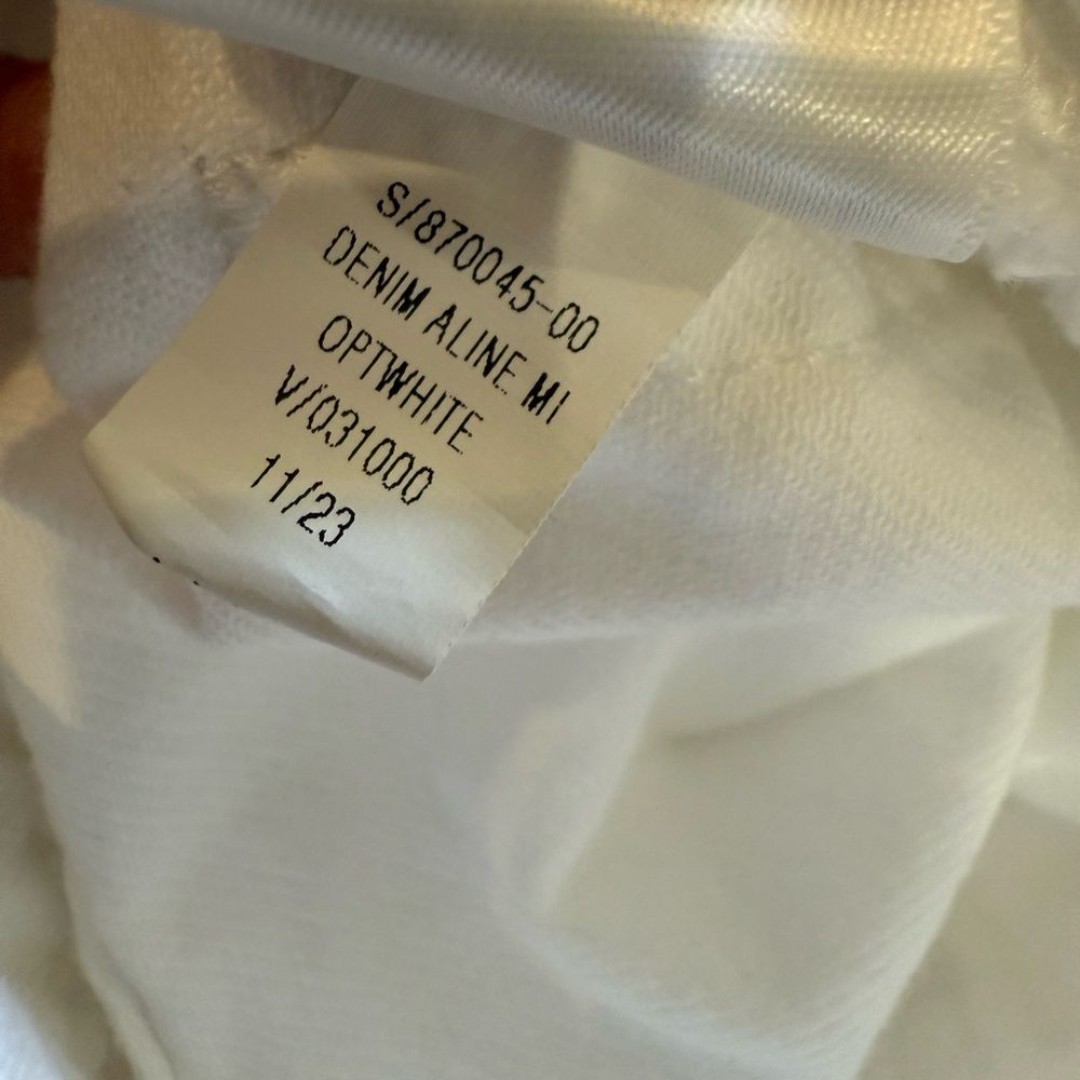 S/870045-00
DENIM ALINE MI
OPTWHITE
V/031000
11/23